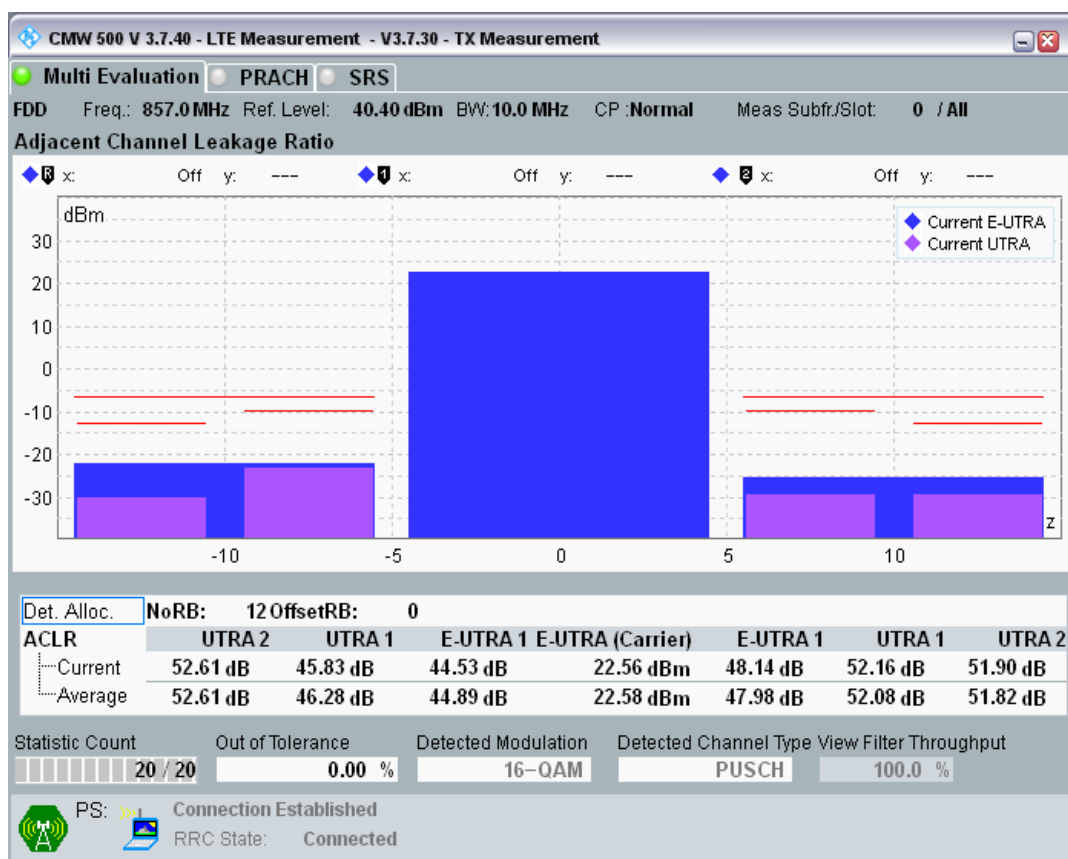 CMW 500 V 3.7.40 - LTE Measurement - V3.7.30 - TX Measurement
Multi Evaluation PRACH SRS
FDD Freq.: 857.0 MHz Ref. Level: 40.40 dBm BW: 10.0 MHz CP :Normal Meas Subfr./Slot: 0 / All
Adjacent Channel Leakage Ratio
R x: Off y: --- 1 x: Off y: --- 2 x: Off y: ---
dBm
Current E-UTRA
Current UTRA
30
20
10
0
-10
-20
-30
z
-10 -5 0 5 10
Det. Alloc. NoRB: 12 OffsetRB: 0
ACLR UTRA 2 UTRA 1 E-UTRA 1 E-UTRA (Carrier) E-UTRA 1 UTRA 1 UTRA 2
Current 52.61 dB 45.83 dB 44.53 dB 22.56 dBm 48.14 dB 52.16 dB 51.90 dB
Average 52.61 dB 46.28 dB 44.89 dB 22.58 dBm 47.98 dB 52.08 dB 51.82 dB
Statistic Count Out of Tolerance Detected Modulation Detected Channel Type View Filter Throughput
20 / 20 0.00 % 16-QAM PUSCH 100.0 %
PS: Connection Established
RRC State: Connected